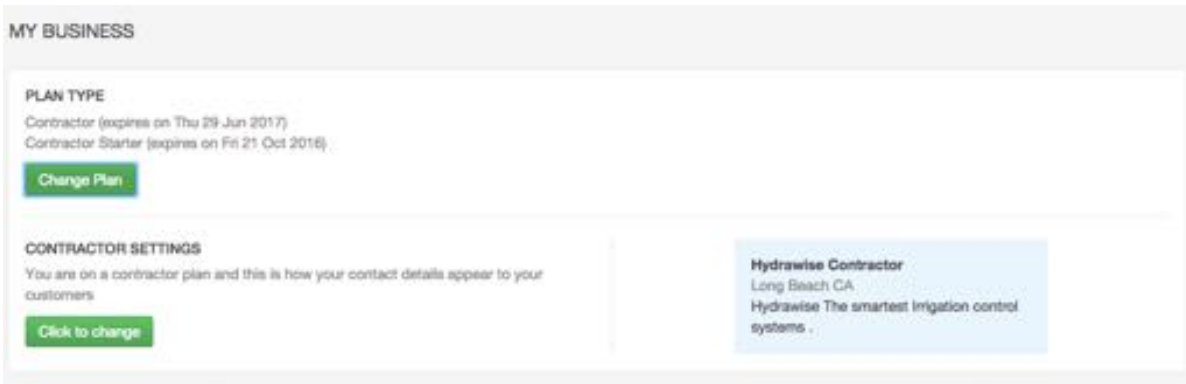 MY BUSINESS
PLAN TYPE
Contractor (expires on Thu 29 Jun 2017)
Contractor Starter (expires on Fri 21 Oct 2016)
Change Plan
CONTRACTOR SETTINGS
You are on a contractor plan and this is how your contact details appear to your
customers
Click to change
Hydrawise Contractor
Long Beach CA
Hydrawise The smartest Irrigation control
systems .